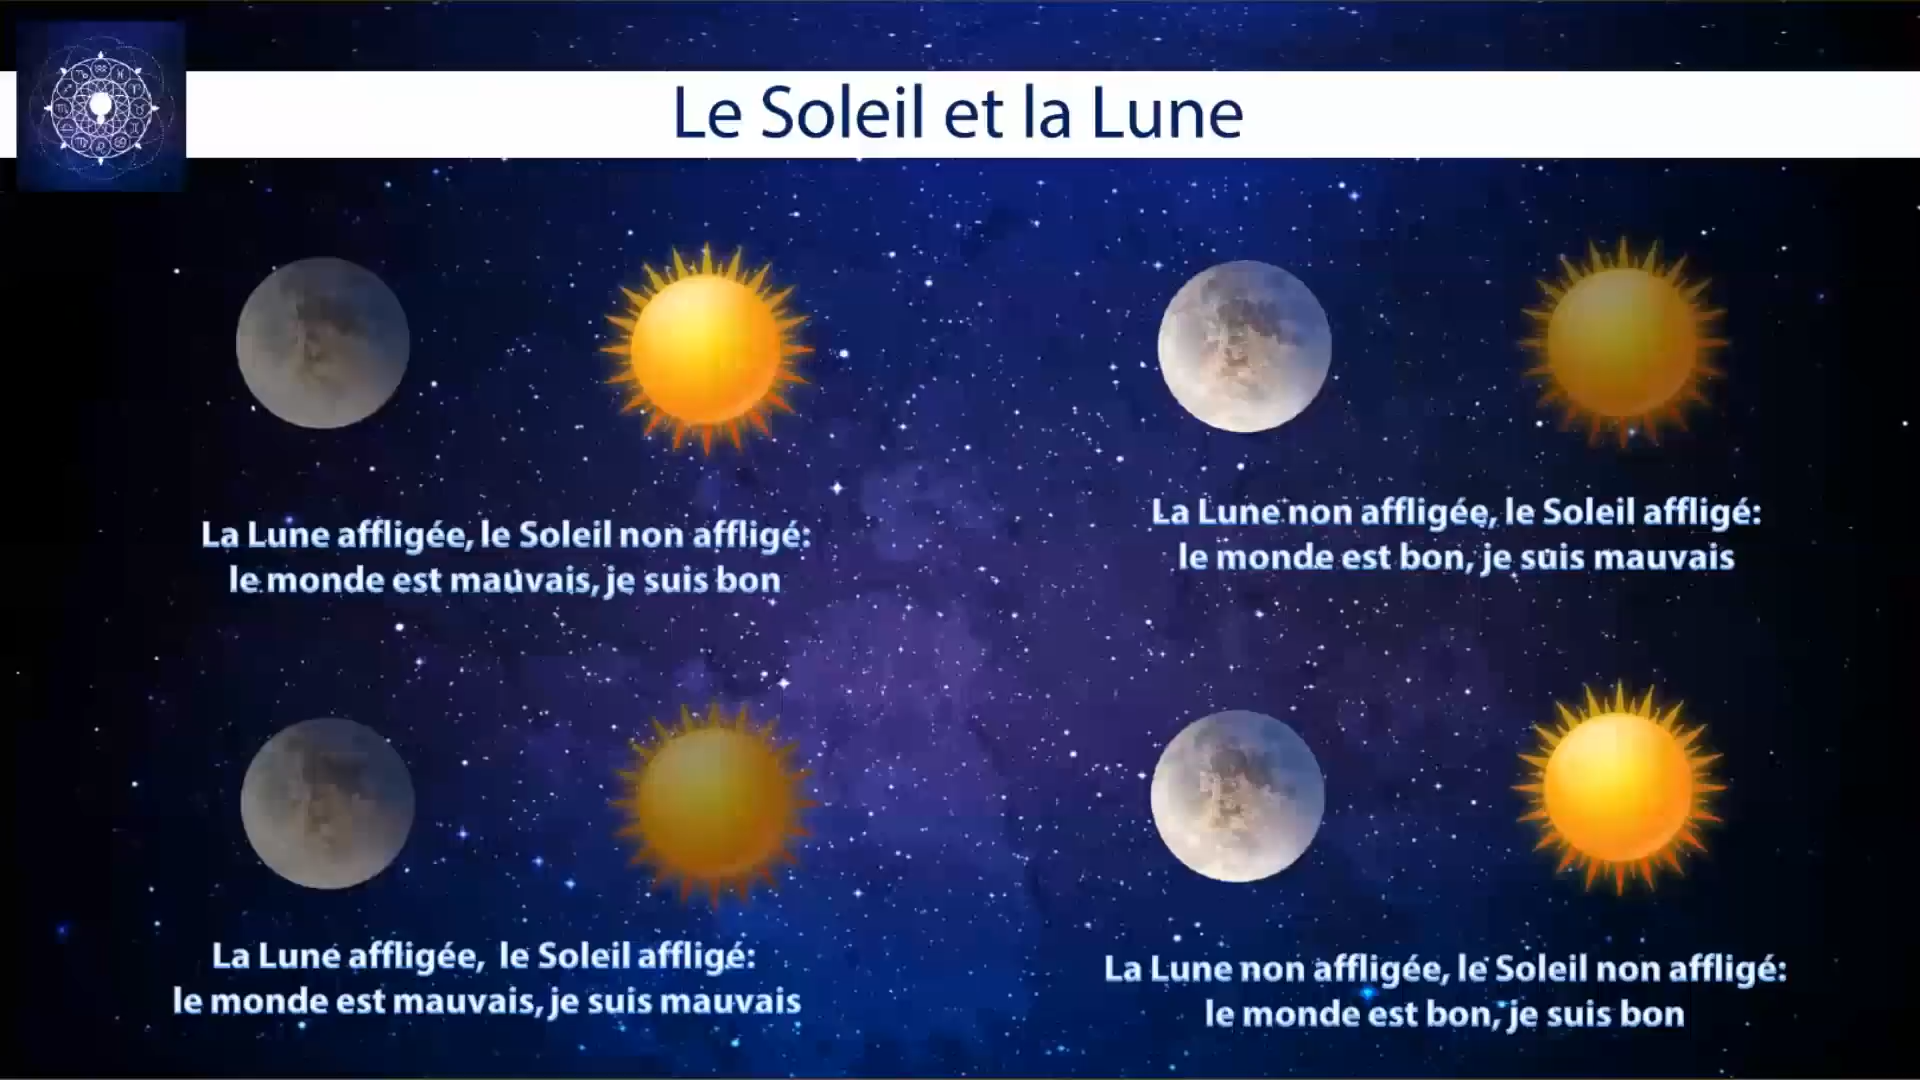 Le Soleil et la Lune
La Lune affligée, le Soleil non affligé:
le monde est mauvais, je suis bon
La Lune non affligée, le Soleil affligé:
le monde est bon, je suis mauvais
La Lune affligée, le Soleil affligé:
le monde est mauvais, je suis mauvais
La Lune non affligée, le Soleil non affligé:
le monde est bon, je suis bon